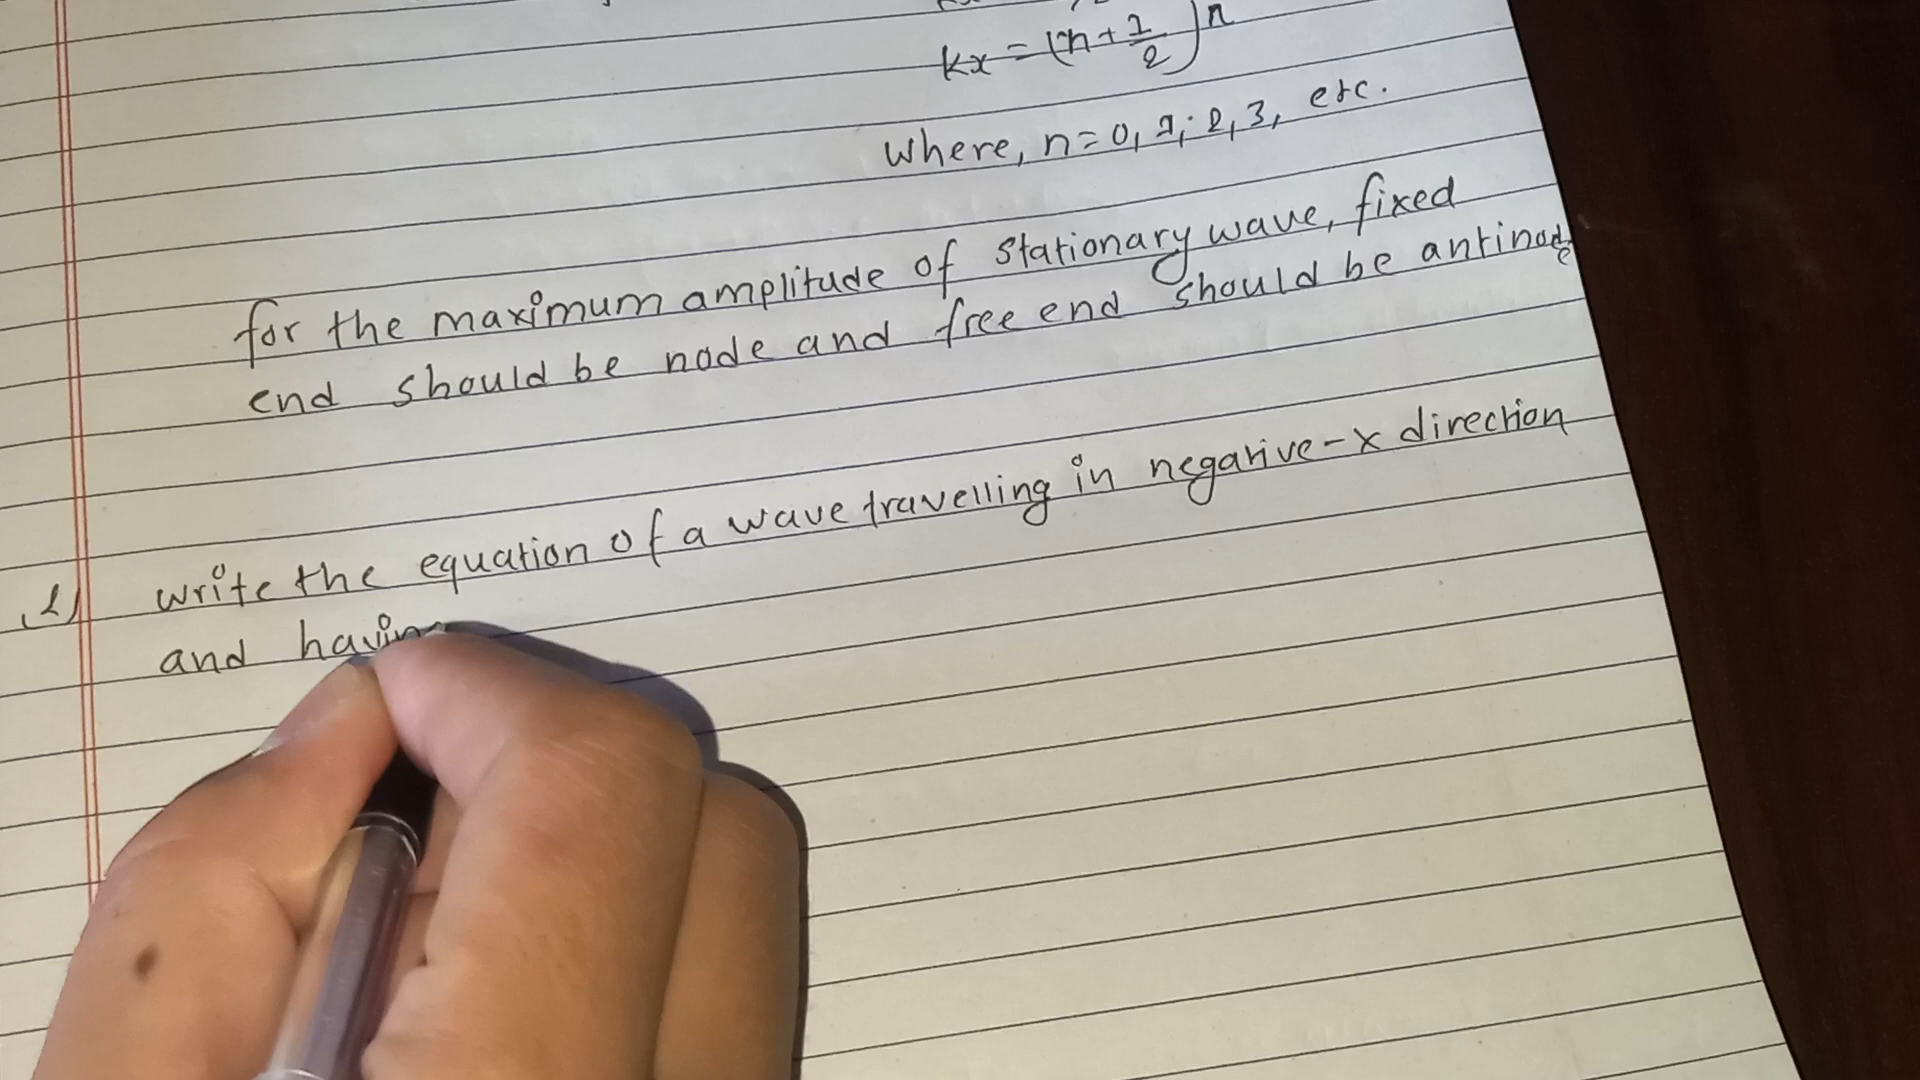 kx = (n + 1/2)π
where, n = 0, 1, 2, 3, etc.
for the maximum amplitude of stationary wave, fixed
end should be node and free end should be antinode
write the equation of a wave travelling in negative-x direction
and having